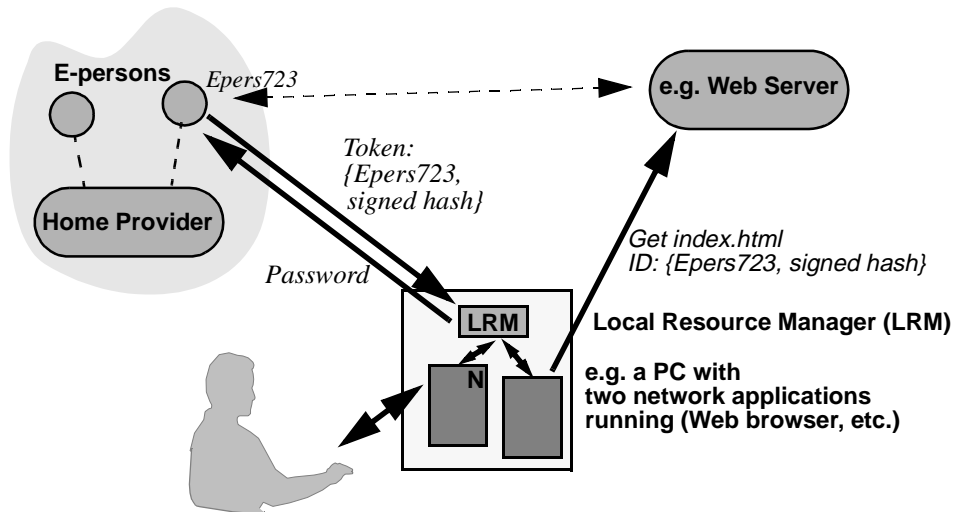 E-persons
Epers723
e.g. Web Server
Token:
{Epers723,
signed hash}
Home Provider
Get index.html
ID: {Epers723, signed hash}
Password
LRM
Local Resource Manager (LRM)
N
e.g. a PC with
two network applications
running (Web browser, etc.)